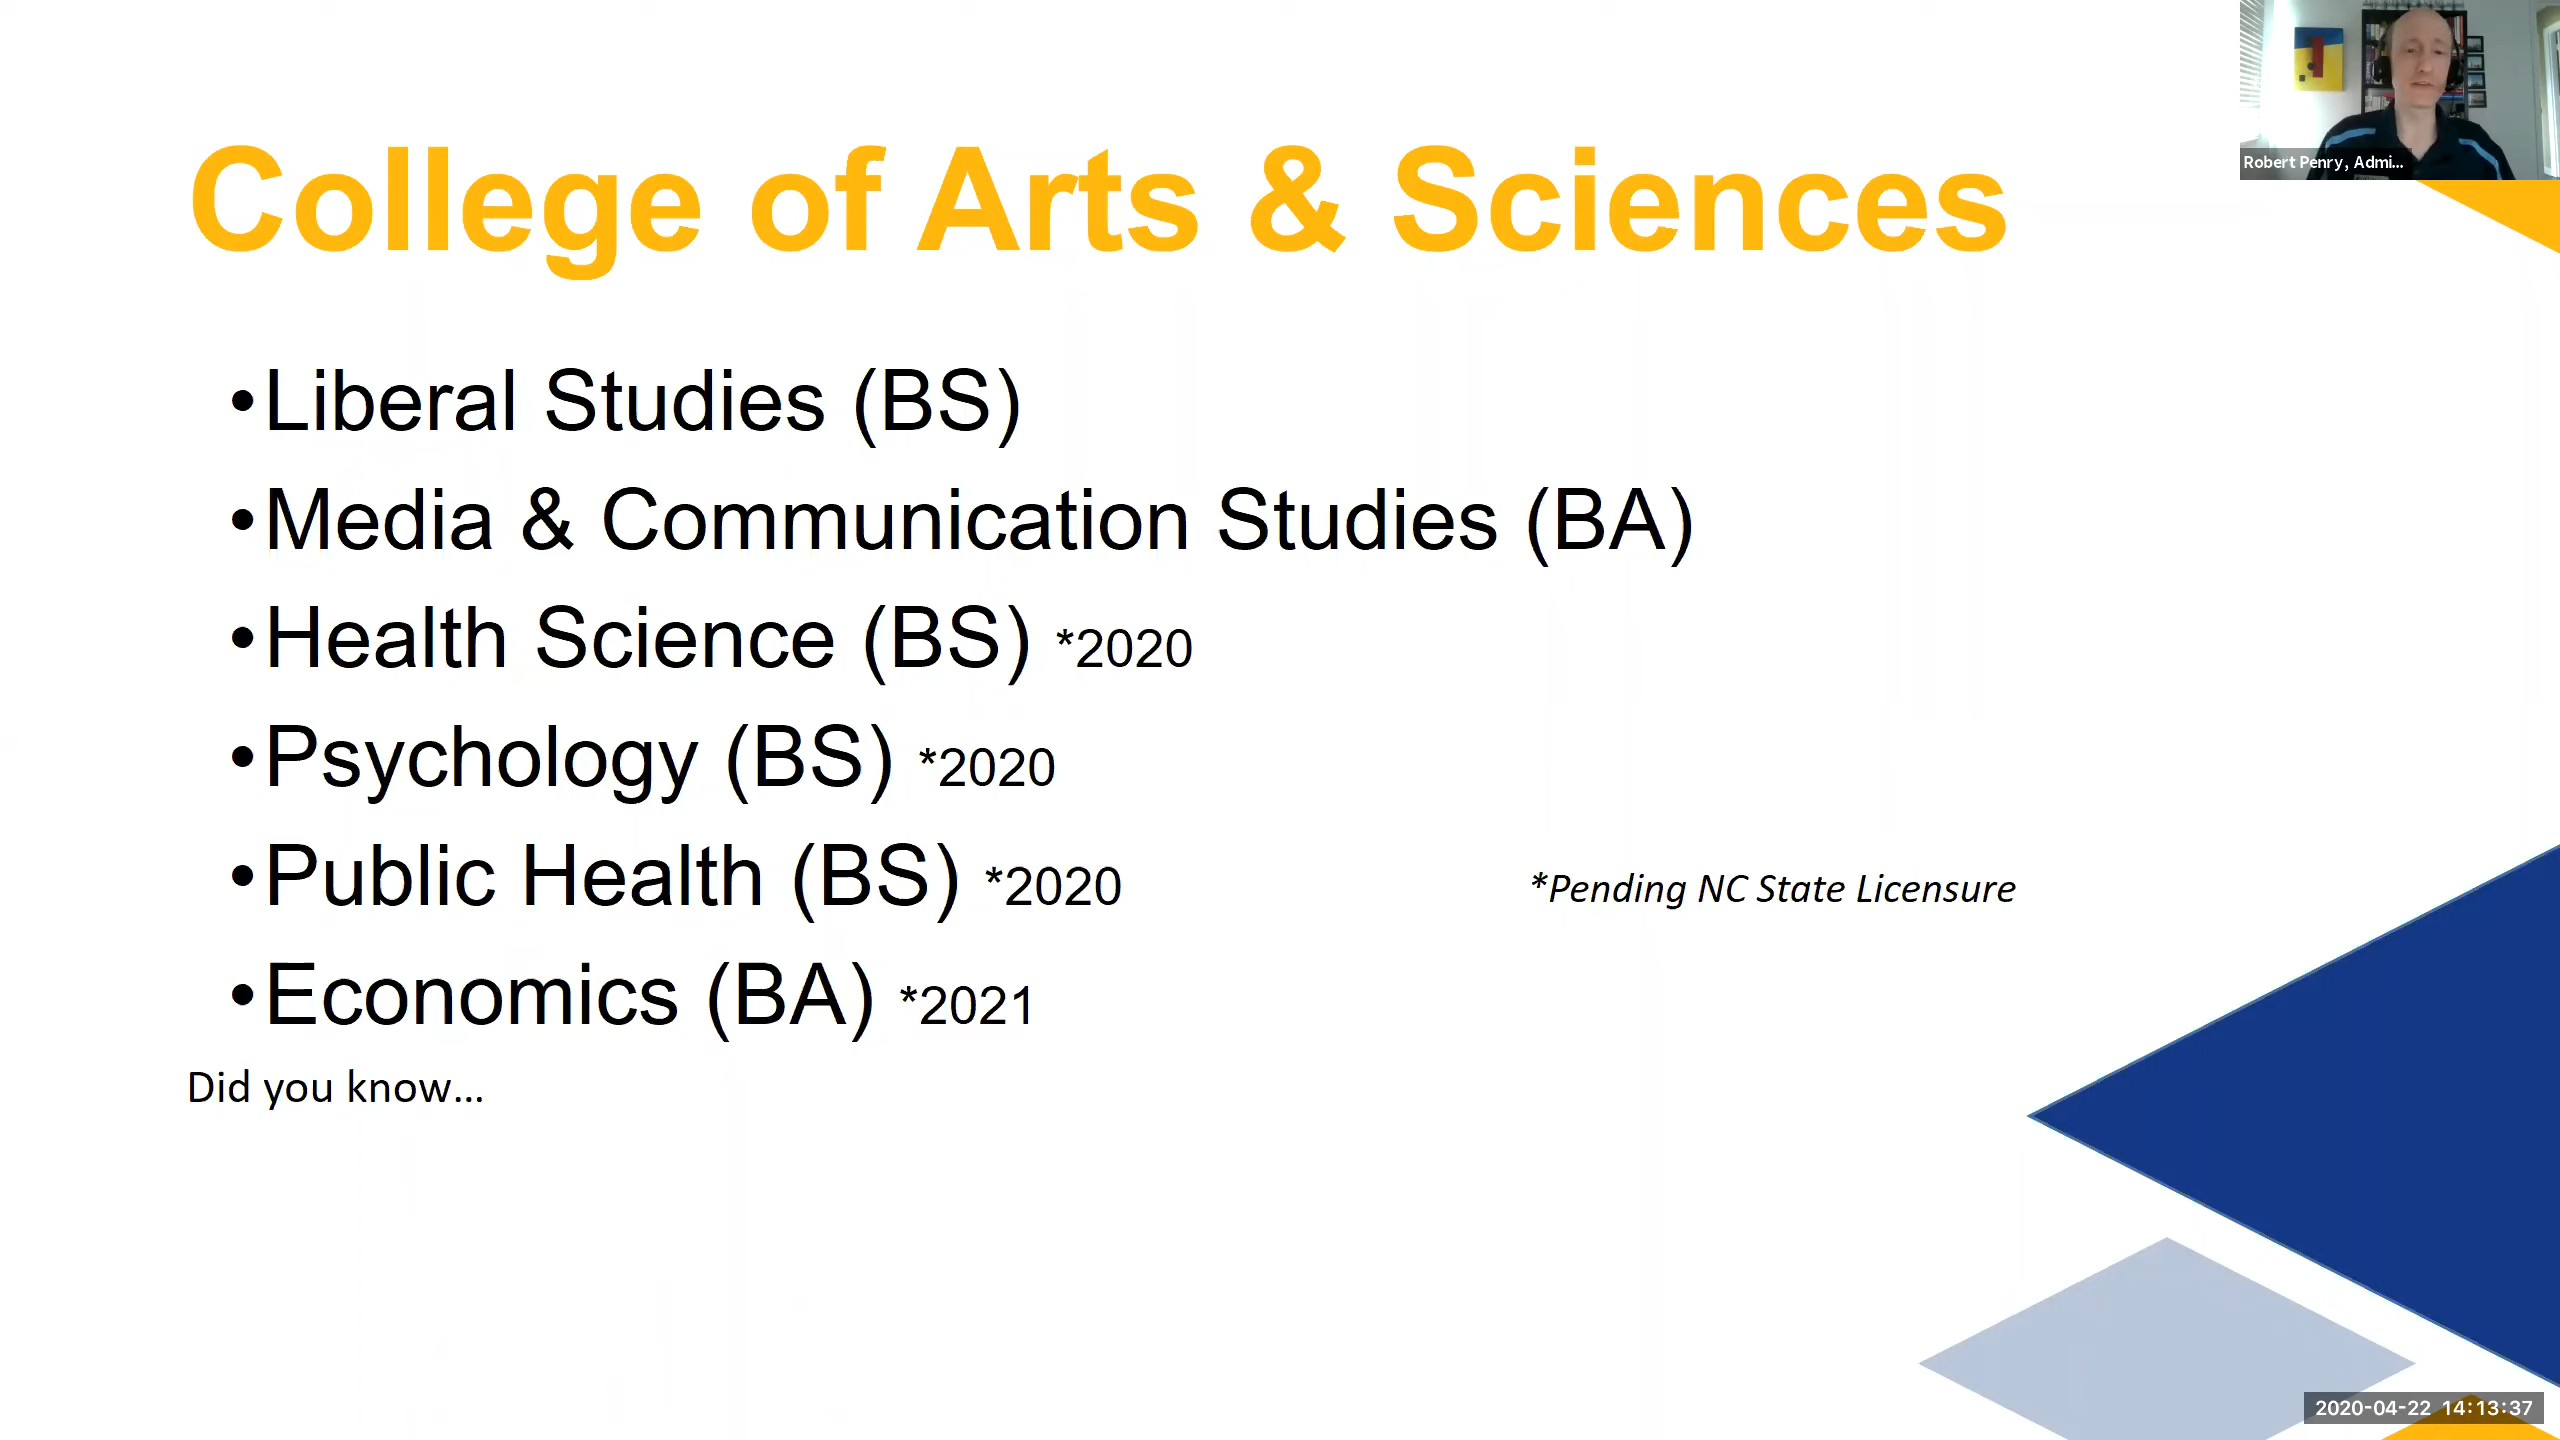 College of Arts & Sciences
•Liberal Studies (BS)
•Media & Communication Studies (BA)
•Health Science (BS) *2020
•Psychology (BS) *2020
•Public Health (BS) *2020
*Pending NC State Licensure
•Economics (BA) *2021
Did you know...
Robert Penry, Admi...
2020-04-22 14:13:37